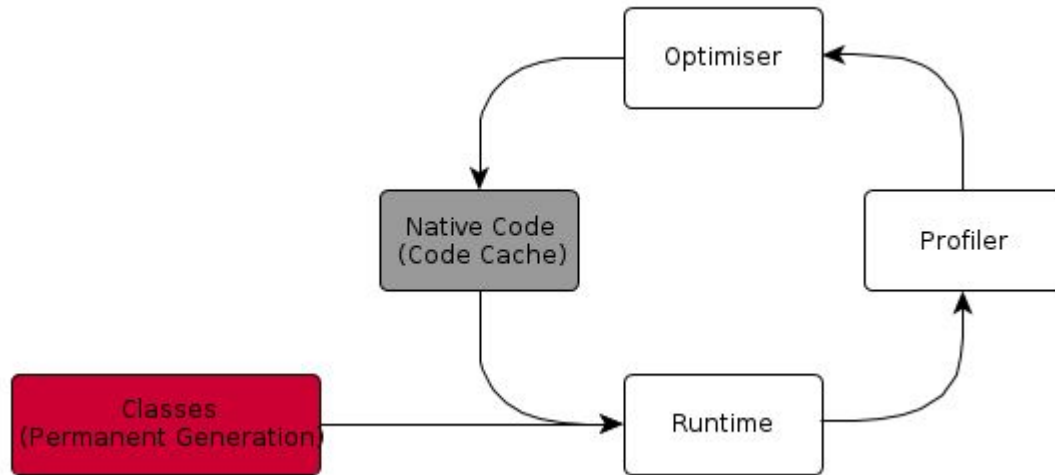 Optimiser
Native Code
(Code Cache)
Profiler
Classes
(Permanent Generation)
Runtime